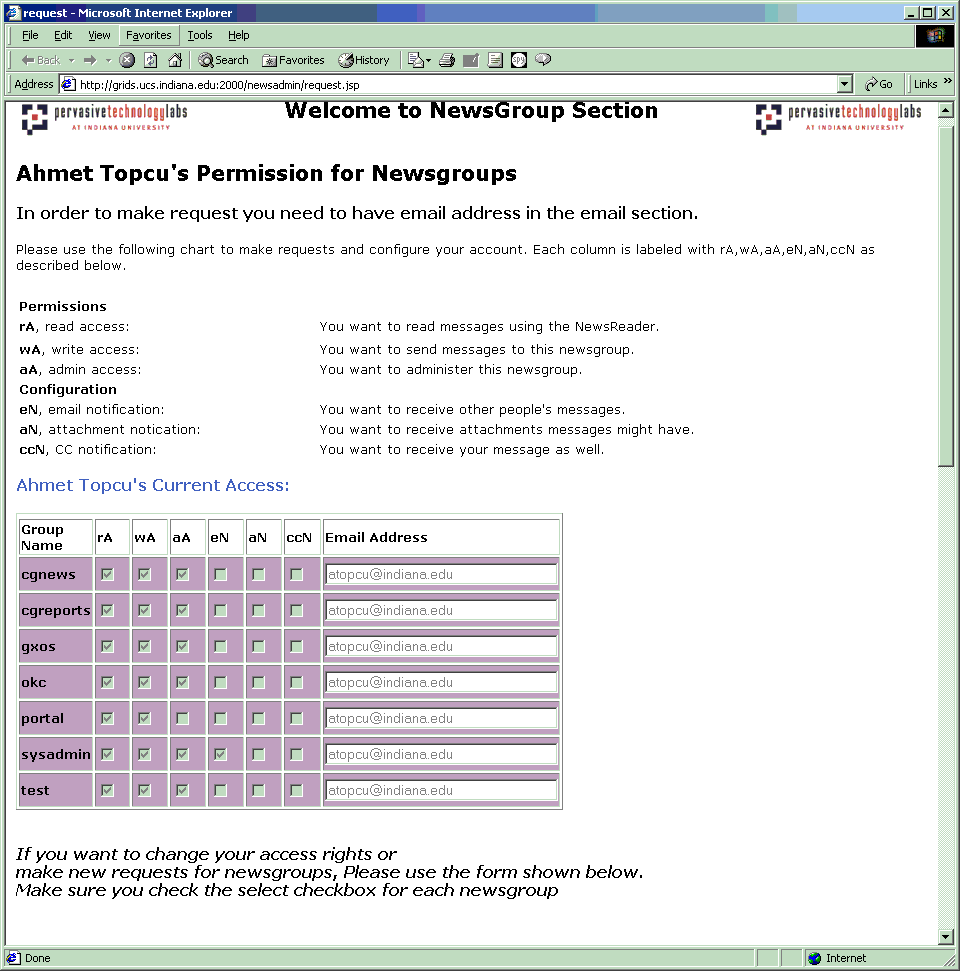 request - Microsoft Internet Explorer
File Edit View Favorites Tools Help
Back Search Favorites History SPY
Address http://grids.ucs.indiana.edu:2000/newsadmin/request.jsp Go Links »
pervasivetechnologylabs
AT INDIANA UNIVERSITY
Welcome to NewsGroup Section
pervasivetechnologylabs
AT INDIANA UNIVERSITY
Ahmet Topcu's Permission for Newsgroups
In order to make request you need to have email address in the email section.
Please use the following chart to make requests and configure your account. Each column is labeled with rA,wA,aA,eN,aN,ccN as
described below.
Permissions
rA, read access: You want to read messages using the NewsReader.
wA, write access: You want to send messages to this newsgroup.
aA, admin access: You want to administer this newsgroup.
Configuration
eN, email notification: You want to receive other people's messages.
aN, attachment notication: You want to receive attachments messages might have.
ccN, CC notification: You want to receive your message as well.
Ahmet Topcu's Current Access:
Group
Name rA wA aA eN aN ccN Email Address
cgnews atopcu@indiana.edu
cgreports atopcu@indiana.edu
gxos atopcu@indiana.edu
okc atopcu@indiana.edu
portal atopcu@indiana.edu
sysadmin atopcu@indiana.edu
test atopcu@indiana.edu
If you want to change your access rights or
make new requests for newsgroups, Please use the form shown below.
Make sure you check the select checkbox for each newsgroup
Done Internet